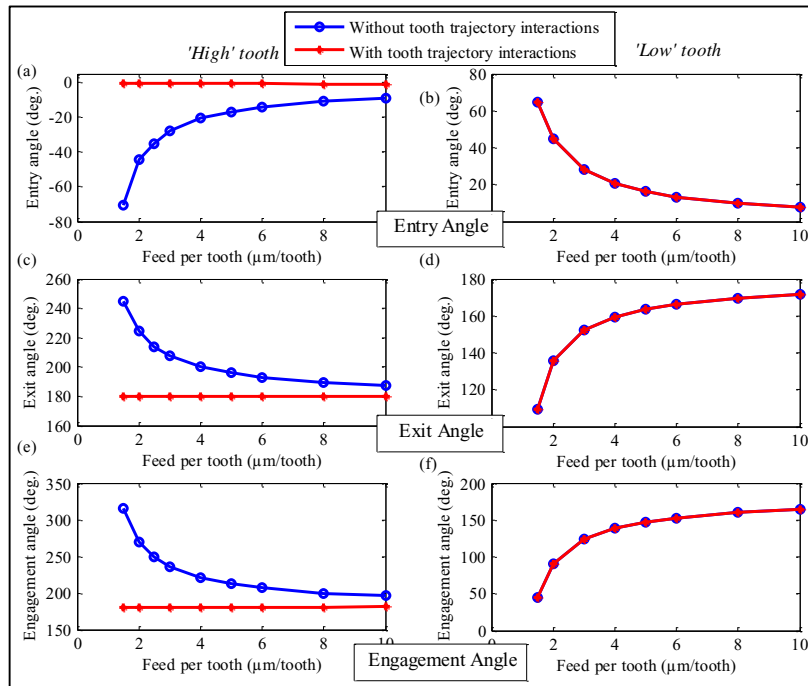 Without tooth trajectory interactions
With tooth trajectory interactions
'High' tooth
'Low' tooth
(a)
0
-20
-40
-60
-80
Entry angle (deg.)
0 2 4 6 8 10
Feed per tooth (µm/tooth)
(b)
80
60
40
20
Entry angle (deg.)
2 4 6 8 10
Feed per tooth (µm/tooth)
Entry Angle
(c)
260
240
220
200
180
160
Exit angle (deg.)
0 2 4 6 8 10
Feed per tooth (µm/tooth)
(d)
180
160
140
120
Exit angle (deg.)
2 4 6 8 10
Feed per tooth (µm/tooth)
Exit Angle
(e)
350
300
250
200
150
Engagement angle (deg.)
0 2 4 6 8 10
Feed per tooth (µm/tooth)
(f)
200
150
100
50
0
Engagement angle (deg.)
0 2 4 6 8 10
Feed per tooth (µm/tooth)
Engagement Angle